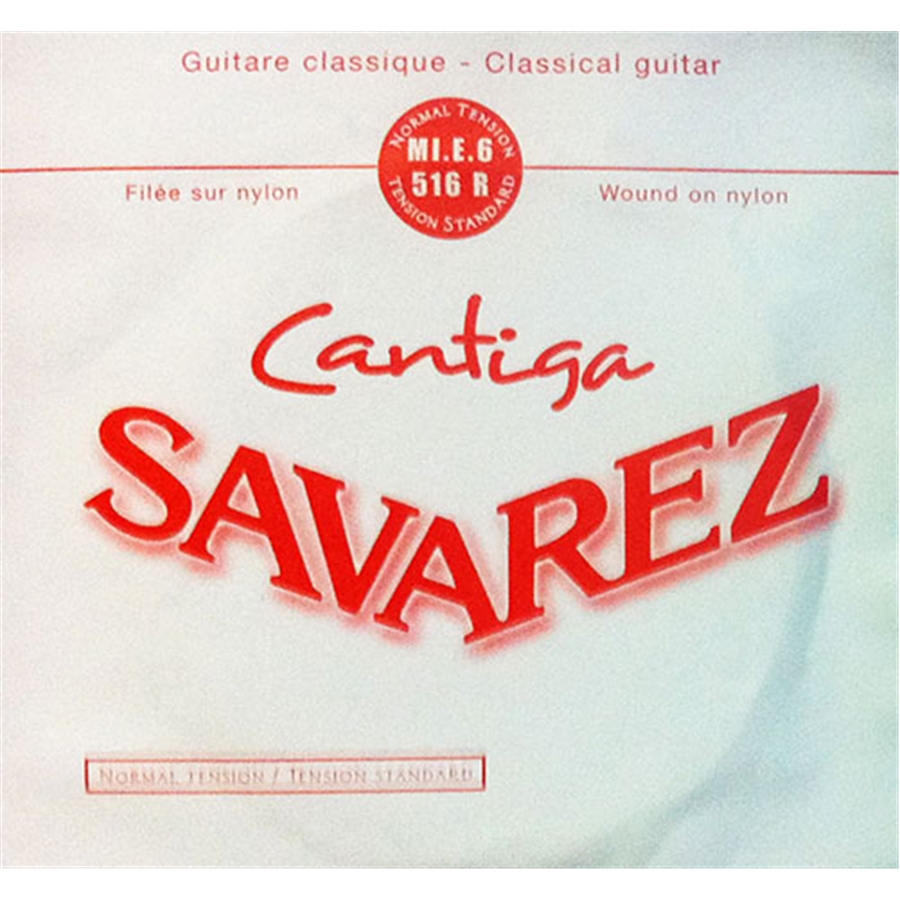 Guitare classique - Classical guitar
NORMAL TENSION
MI.E.6
516 R
TENSION STANDARD
Filée sur nylon
Wound on nylon
Cantiga
SAVAREZ
NORMAL TENSION / TENSION STANDARD